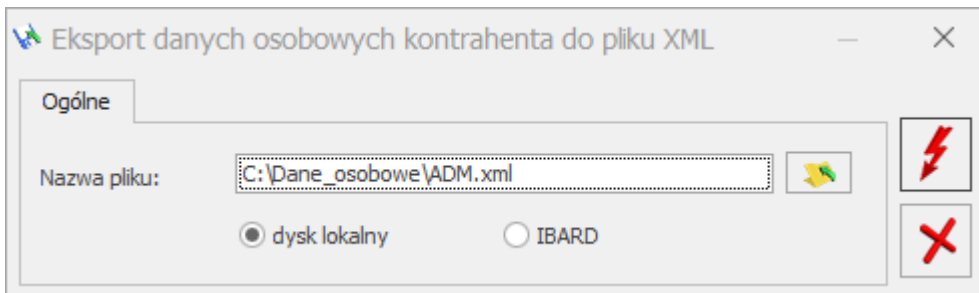 Eksport danych osobowych kontrahenta do pliku XML
Ogólne
Nazwa pliku: C:\Dane_osobowe\ADM.xml
dysk lokalny IBARD